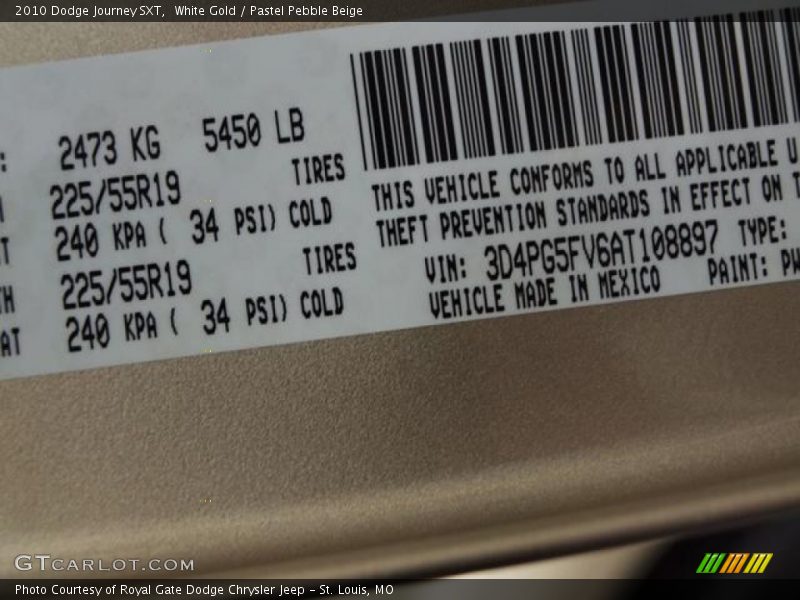 2010 Dodge Journey SXT, White Gold / Pastel Pebble Beige
2473 KG 5450 LB
225/55R19 TIRES
240 KPA ( 34 PSI) COLD
225/55R19 TIRES
240 KPA ( 34 PSI) COLD
THIS VEHICLE CONFORMS TO ALL APPLICABLE U
THEFT PREVENTION STANDARDS IN EFFECT ON T
VIN: 3D4PG5FV6AT108897 TYPE:
VEHICLE MADE IN MEXICO PAINT: PW
GTCARLOT.COM
Photo Courtesy of Royal Gate Dodge Chrysler Jeep – St. Louis, MO